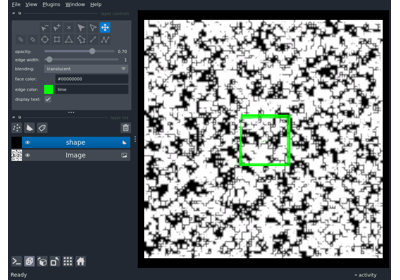 File View Plugins Window Help
opacity: 0.70
edge width: 1
blending: translucent
face color: #00000000
edge color: lime
display text: ✓
shape
Image
Ready
activity